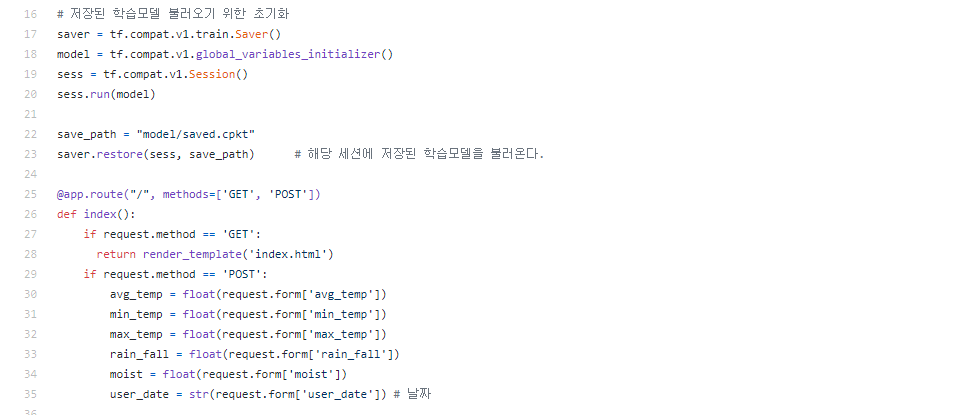 16 # 저장된 학습모델 불러오기 위한 초기화
17 saver = tf.compat.v1.train.Saver()
18 model = tf.compat.v1.global_variables_initializer()
19 sess = tf.compat.v1.Session()
20 sess.run(model)
21
22 save_path = "model/saved.cpkt"
23 saver.restore(sess, save_path)      # 해당 세션에 저장된 학습모델을 불러온다.
24
25 @app.route("/", methods=['GET', 'POST'])
26 def index():
27     if request.method == 'GET':
28       return render_template('index.html')
29     if request.method == 'POST':
30         avg_temp = float(request.form['avg_temp'])
31         min_temp = float(request.form['min_temp'])
32         max_temp = float(request.form['max_temp'])
33         rain_fall = float(request.form['rain_fall'])
34         moist = float(request.form['moist'])
35         user_date = str(request.form['user_date']) # 날짜
36